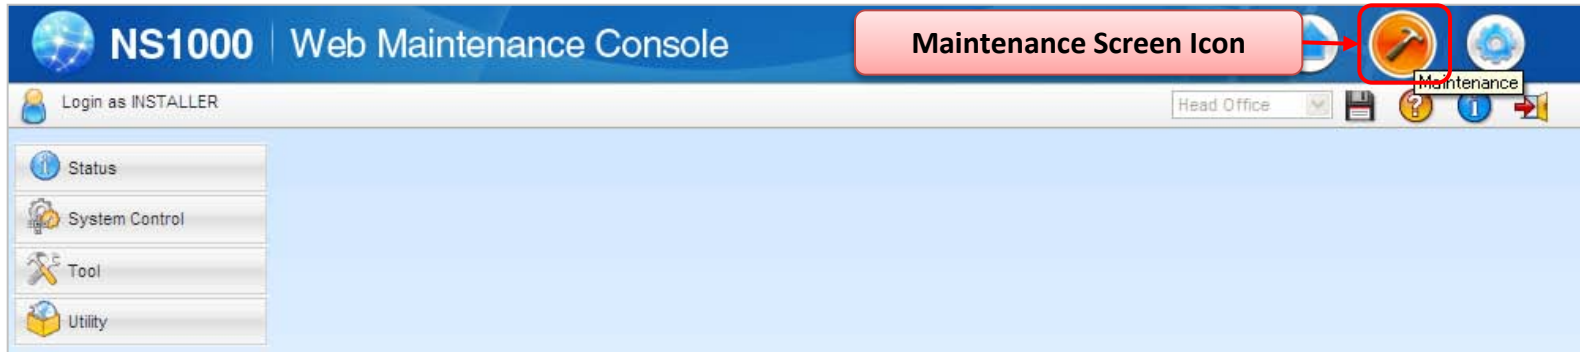 NS1000 Web Maintenance Console
Maintenance Screen Icon
Maintenance
Login as INSTALLER
Head Office
Status
System Control
Tool
Utility